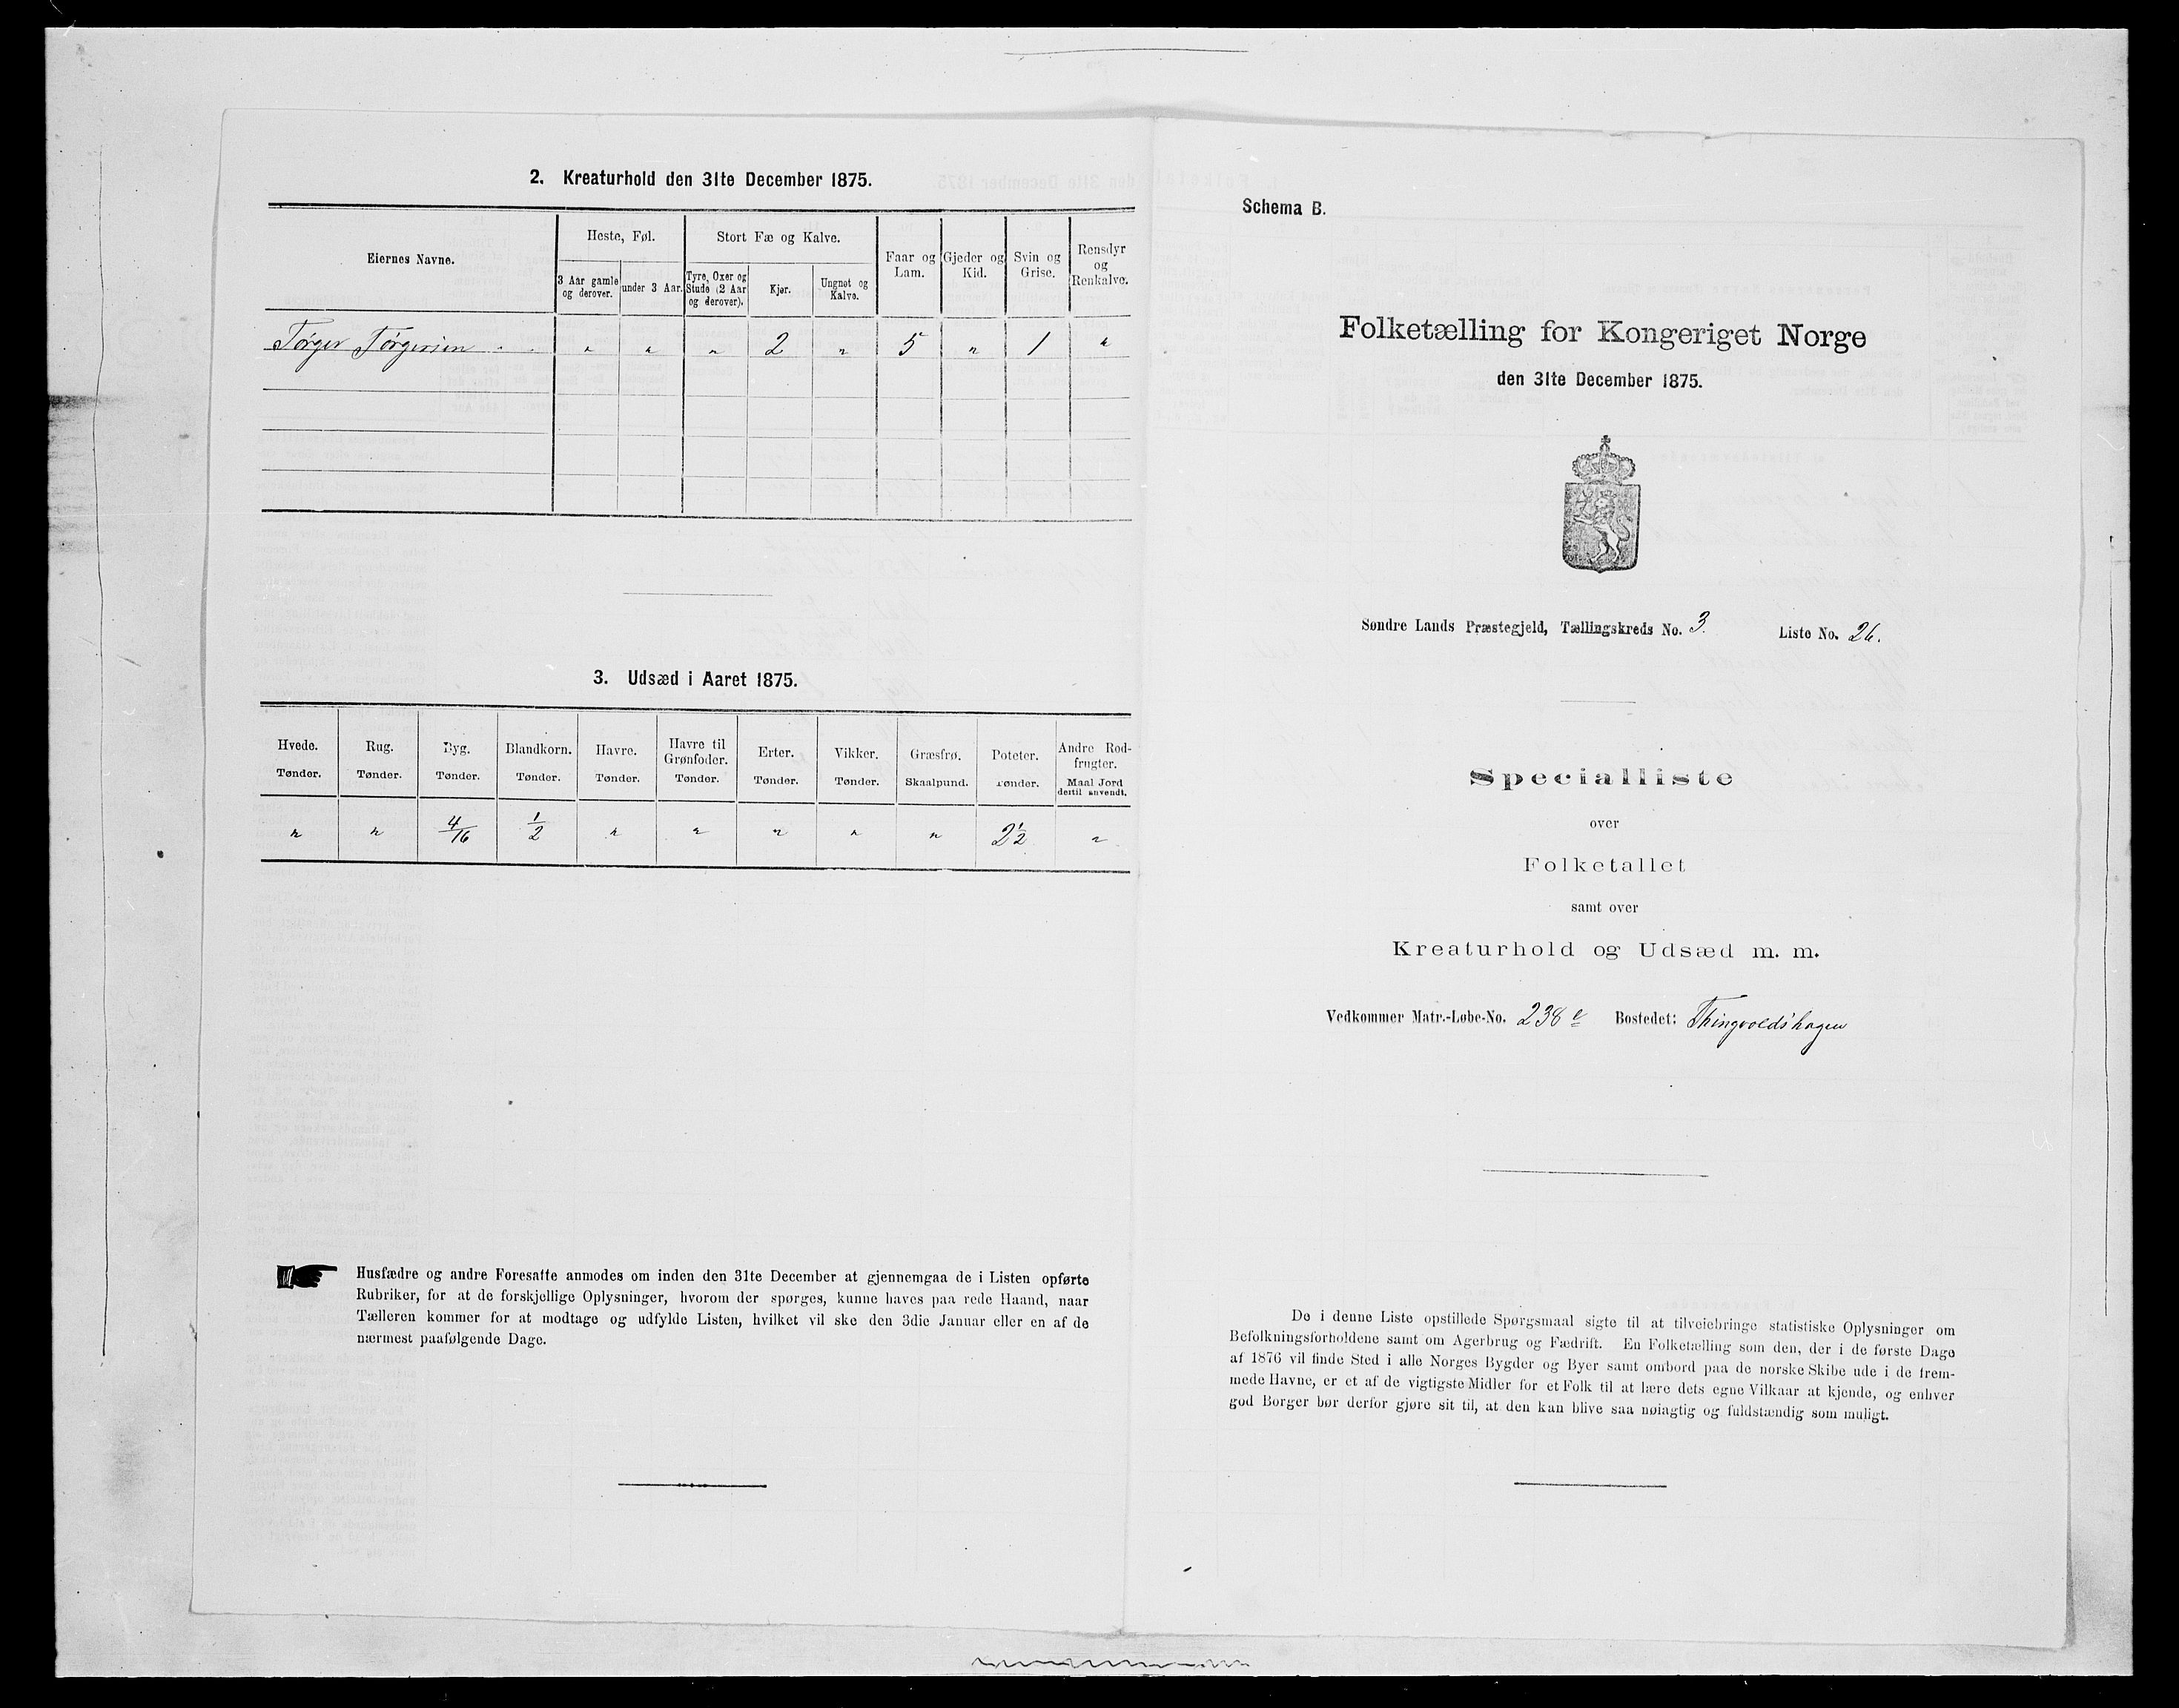 2. Kreaturhold den 31te December 1875.
Eiernes Navne.
Heste, Føl.
Stort Fæ og Kalve.
Faar og Lam.
Gjeder og Kid.
Svin og Grise.
Rensdyr og Renkalve.
3 Aar gamle og derover.
under 3 Aar.
Tyre, Oxer og Stude (2 Aar og derover).
Kjør.
Ungnøt og Kalve.
Tørger Tørgersen " " " 2 " 5 " 1 "
3. Udsæd i Aaret 1875.
Hvede. Rug. Byg. Blandkorn. Havre. Havre til Grønfoder. Erter. Vikker. Græsfrø. Poteter. Andre Rodfrugter.
Tønder. Tønder. Tønder. Tønder. Tønder. Tønder. Tønder. Tønder. Skaalpund. Tønder. Maal Jord dertil anvendt.
" " 4/16 1/2 " " " " " 2 1/2 "
Husfædre og andre Foresatte anmodes om inden den 31te December at gjennemgaa de i Listen opførte
Rubriker, for at de forskjellige Oplysninger, hvorom der spørges, kunne haves paa rede Haand, naar
Tælleren kommer for at modtage og udfylde Listen, hvilket vil ske den 3die Januar eller en af de
nærmest paafølgende Dage.
Schema B.
Folketælling for Kongeriget Norge
den 31te December 1875.
Søndre Lands Præstegjeld, Tællingskreds No. 3. Liste No. 26.
Specialliste
over
Folketallet
samt over
Kreaturhold og Udsæd m. m.
Vedkommer Matr.-Løbe-No. 238 e Bostedet: Thingvoldshagen
De i denne Liste opstillede Spørgsmaal sigte til at tilveiebringe statistiske Oplysninger om
Befolkningsforholdene samt om Agerbrug og Fædrift. En Folketælling som den, der i de første Dage
af 1876 vil finde Sted i alle Norges Bygder og Byer samt ombord paa de norske Skibe ude i de frem-
mede Havne, er et af de vigtigste Midler for et Folk til at lære dets egne Vilkaar at kjende, og enhver
god Borger bør derfor gjøre sit til, at den kan blive saa nøiagtig og fuldstændig som muligt.